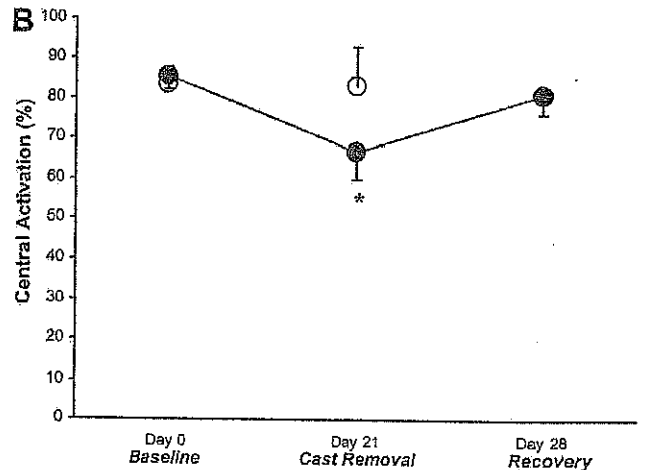 B
Central Activation (%)
100
90
80
70
60
50
40
30
20
10
0
*
Day 0
Baseline
Day 21
Cast Removal
Day 28
Recovery